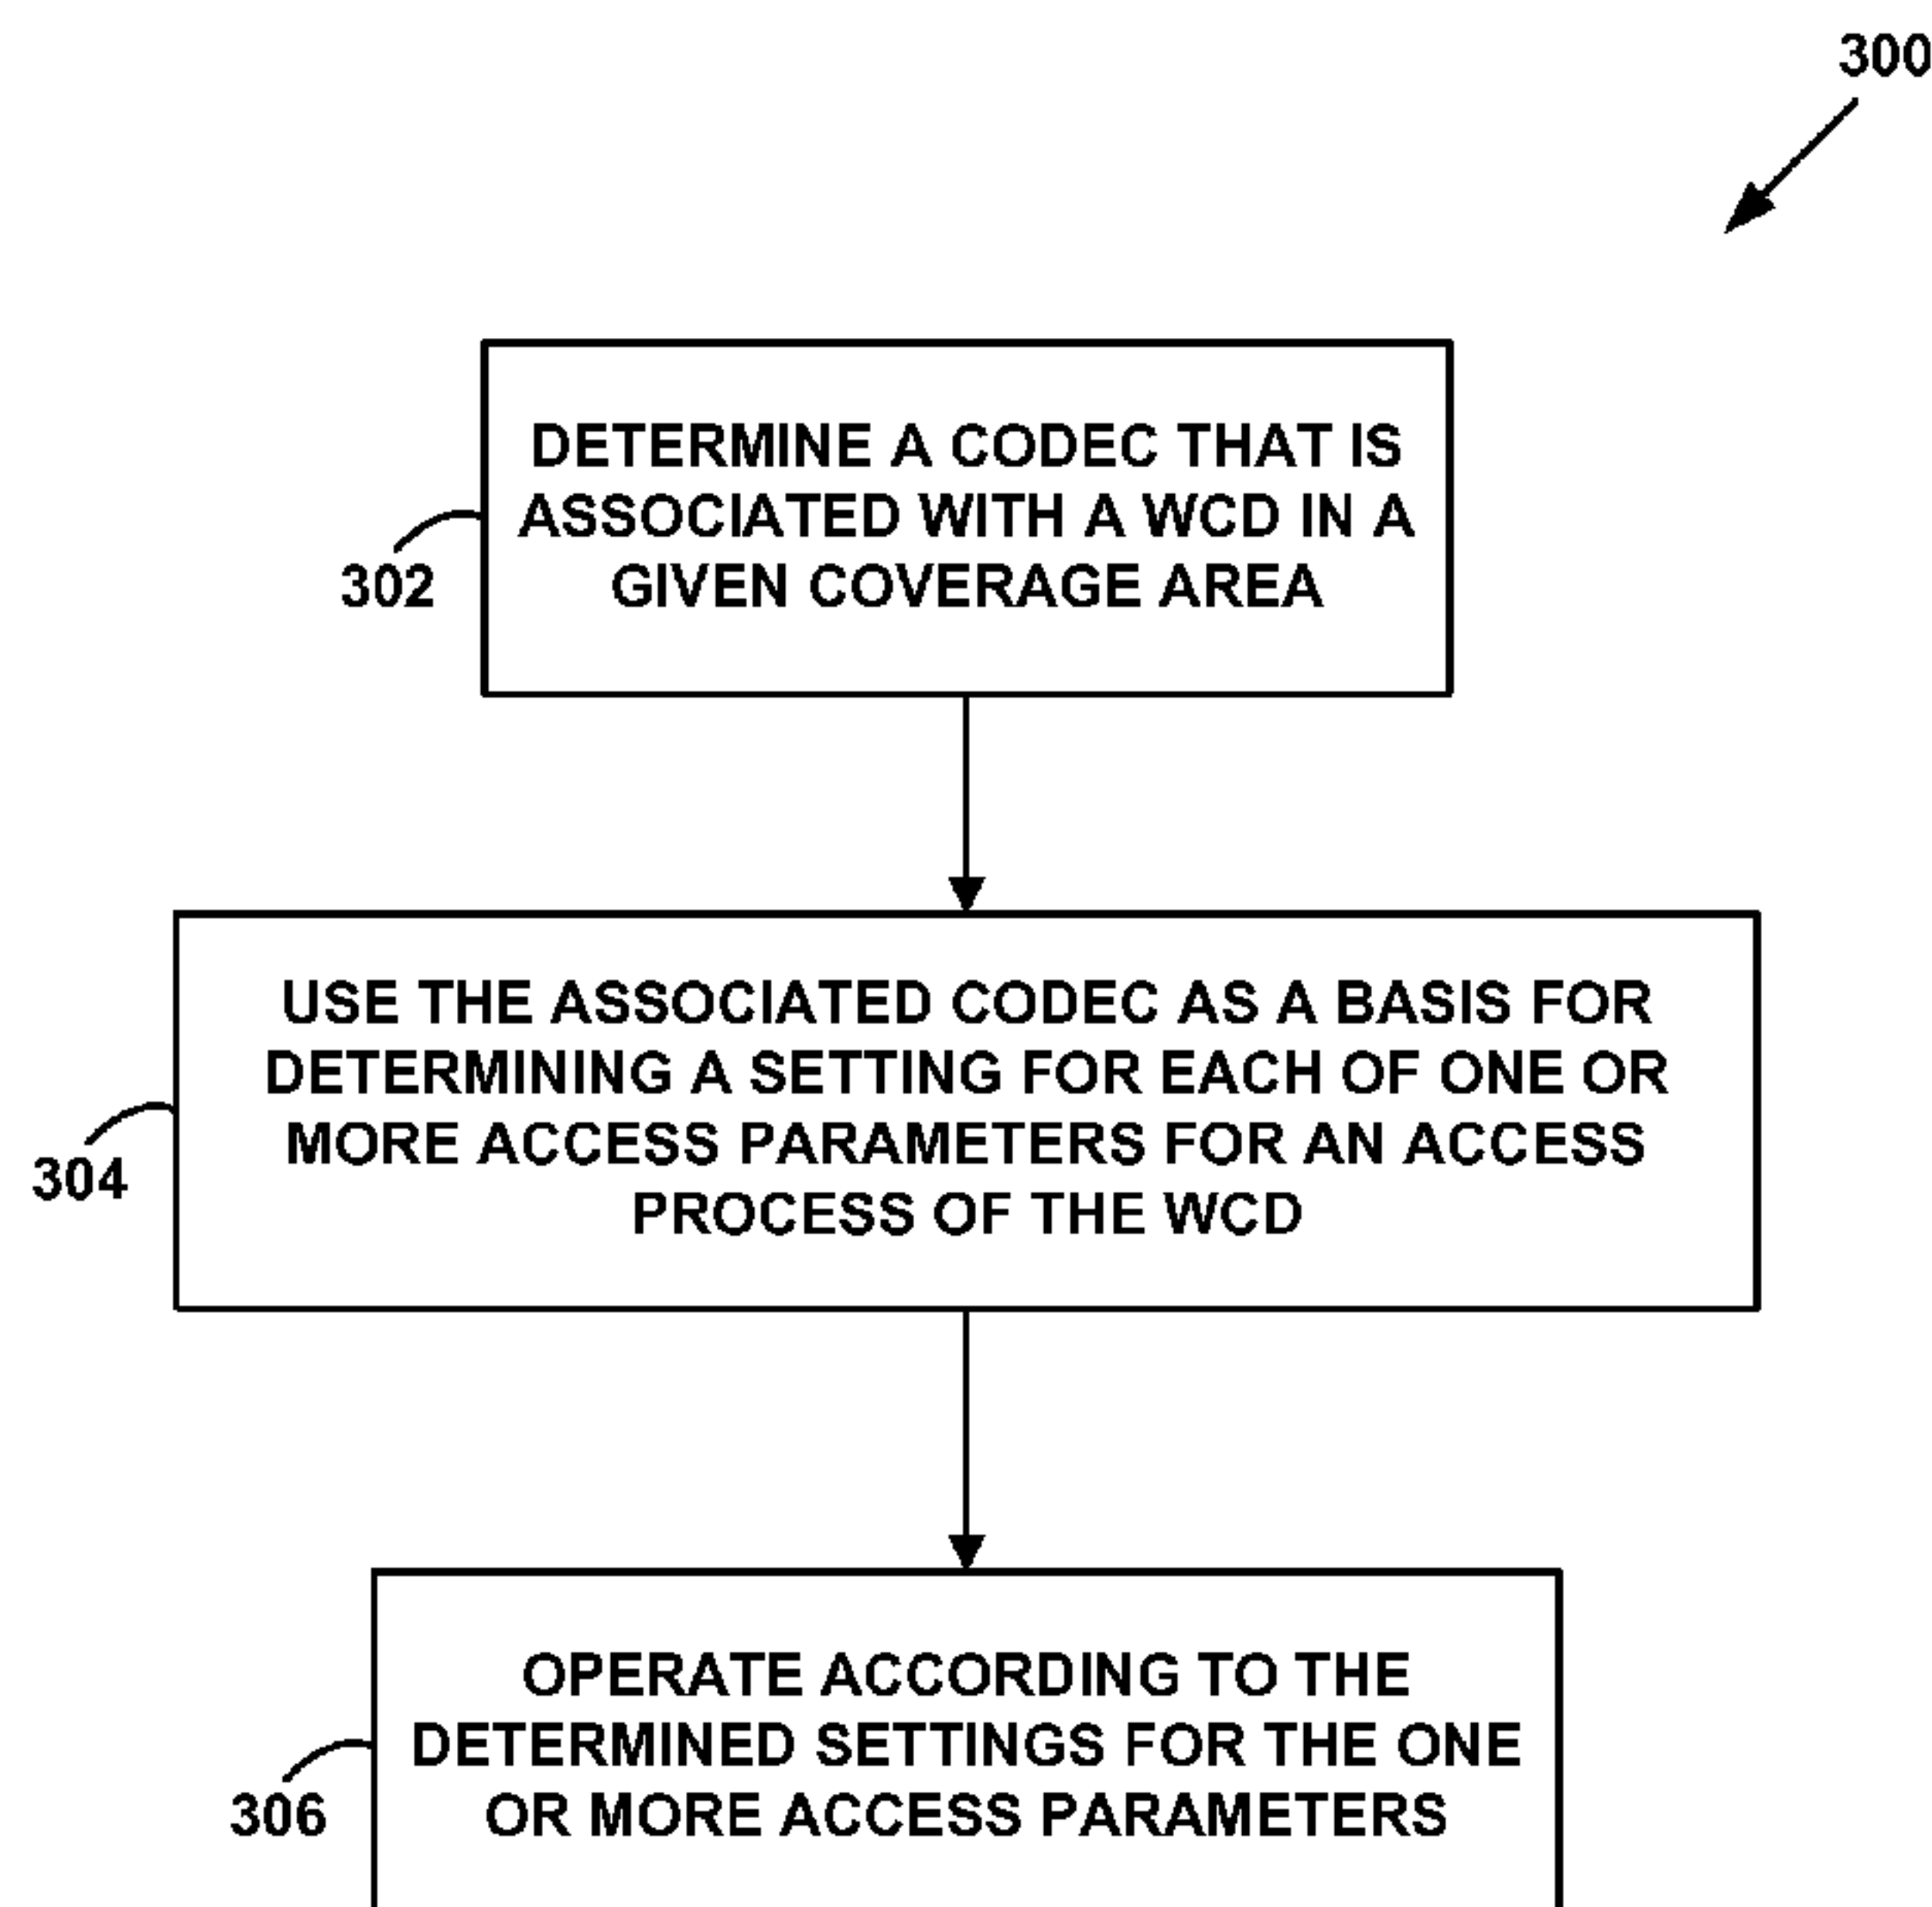 300
DETERMINE A CODEC THAT IS
ASSOCIATED WITH A WCD IN A
GIVEN COVERAGE AREA
302
USE THE ASSOCIATED CODEC AS A BASIS FOR
DETERMINING A SETTING FOR EACH OF ONE OR
MORE ACCESS PARAMETERS FOR AN ACCESS
PROCESS OF THE WCD
304
OPERATE ACCORDING TO THE
DETERMINED SETTINGS FOR THE ONE
OR MORE ACCESS PARAMETERS
306